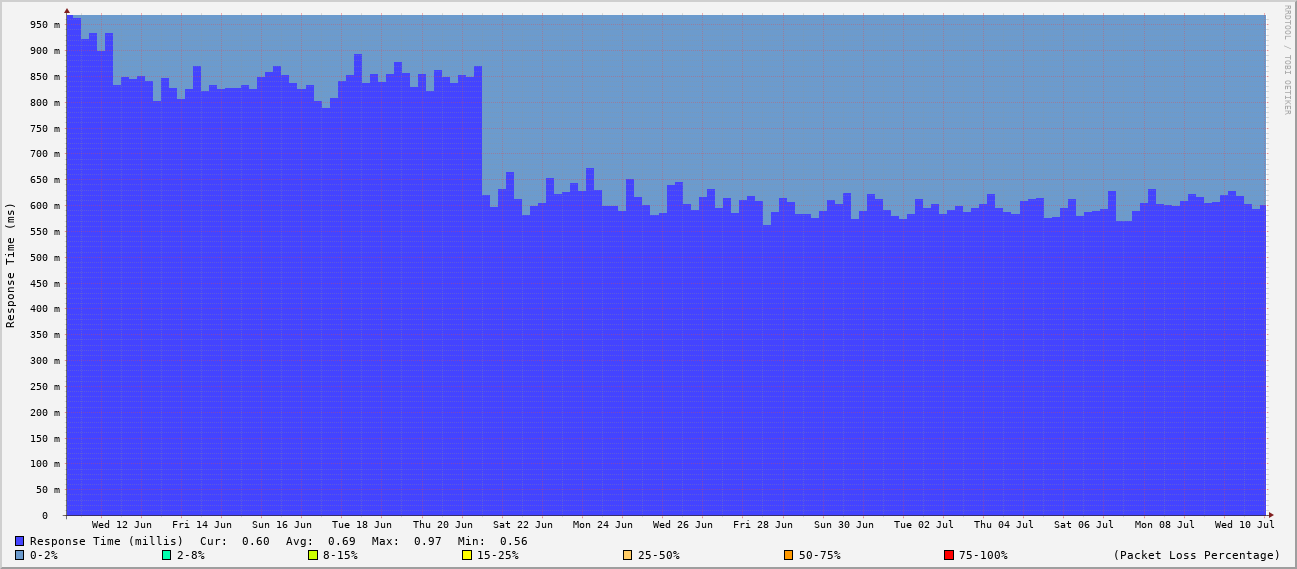 RRDTOOL / TOBI OETIKER
Response Time (ms)
950 m
900 m
850 m
800 m
750 m
700 m
650 m
600 m
550 m
500 m
450 m
400 m
350 m
300 m
250 m
200 m
150 m
100 m
50 m
0
Wed 12 Jun Fri 14 Jun Sun 16 Jun Tue 18 Jun Thu 20 Jun Sat 22 Jun Mon 24 Jun Wed 26 Jun Fri 28 Jun Sun 30 Jun Tue 02 Jul Thu 04 Jul Sat 06 Jul Mon 08 Jul Wed 10 Jul
Response Time (millis) Cur: 0.60 Avg: 0.69 Max: 0.97 Min: 0.56
0-2% 2-8% 8-15% 15-25% 25-50% 50-75% 75-100% (Packet Loss Percentage)